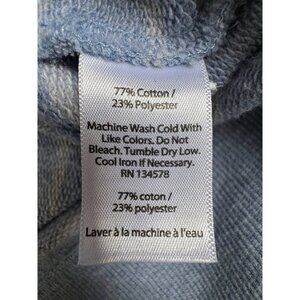 77% Cotton /
23% Polyester
Machine Wash Cold With
Like Colors. Do Not
Bleach. Tumble Dry Low.
Cool Iron If Necessary.
RN 134578
77% coton /
23% polyester
Laver à la machine à l'eau